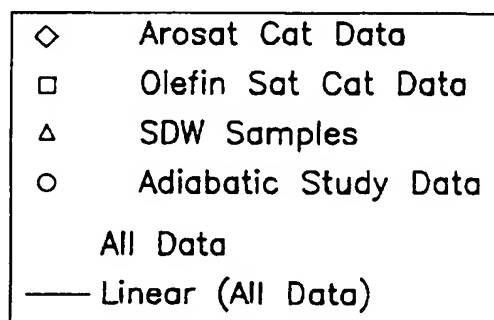 Arosat Cat Data
Olefin Sat Cat Data
SDW Samples
Adiabatic Study Data
All Data
Linear (All Data)